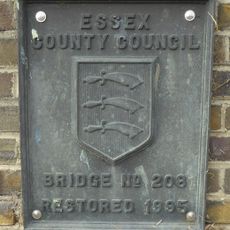 ESSEX
COUNTY COUNCIL
BRIDGE Nº 208
RESTORED 1995